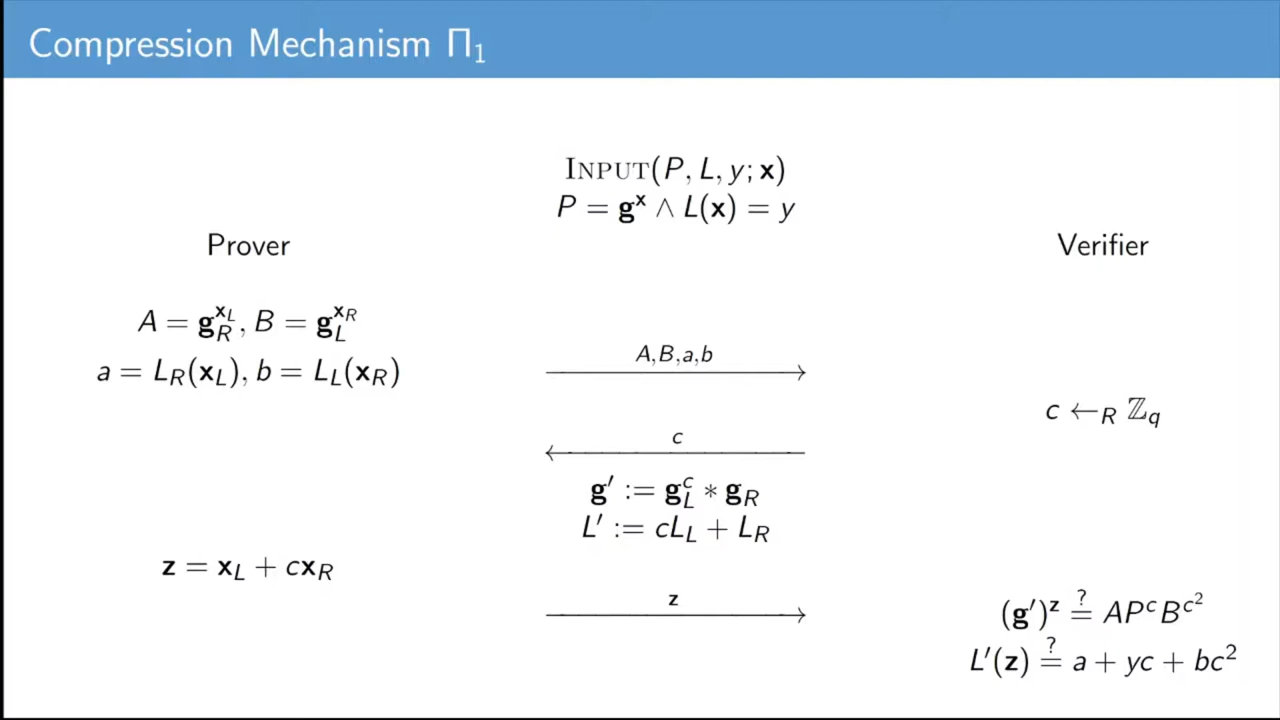 Compression Mechanism Π₁
INPUT(P, L, y; 𝐱)
P = 𝐠^𝐱 ∧ L(𝐱) = y
Prover
Verifier
A = 𝐠_R^{𝐱_L}, B = 𝐠_L^{𝐱_R}
a = L_R(𝐱_L), b = L_L(𝐱_R)
A,B,a,b
c ←_R ℤ_q
c
𝐠′ := 𝐠_L^c * 𝐠_R
L′ := cL_L + L_R
𝐳 = 𝐱_L + c𝐱_R
𝐳
(𝐠′)^𝐳 ≟ AP^cB^{c²}
L′(𝐳) ≟ a + yc + bc²